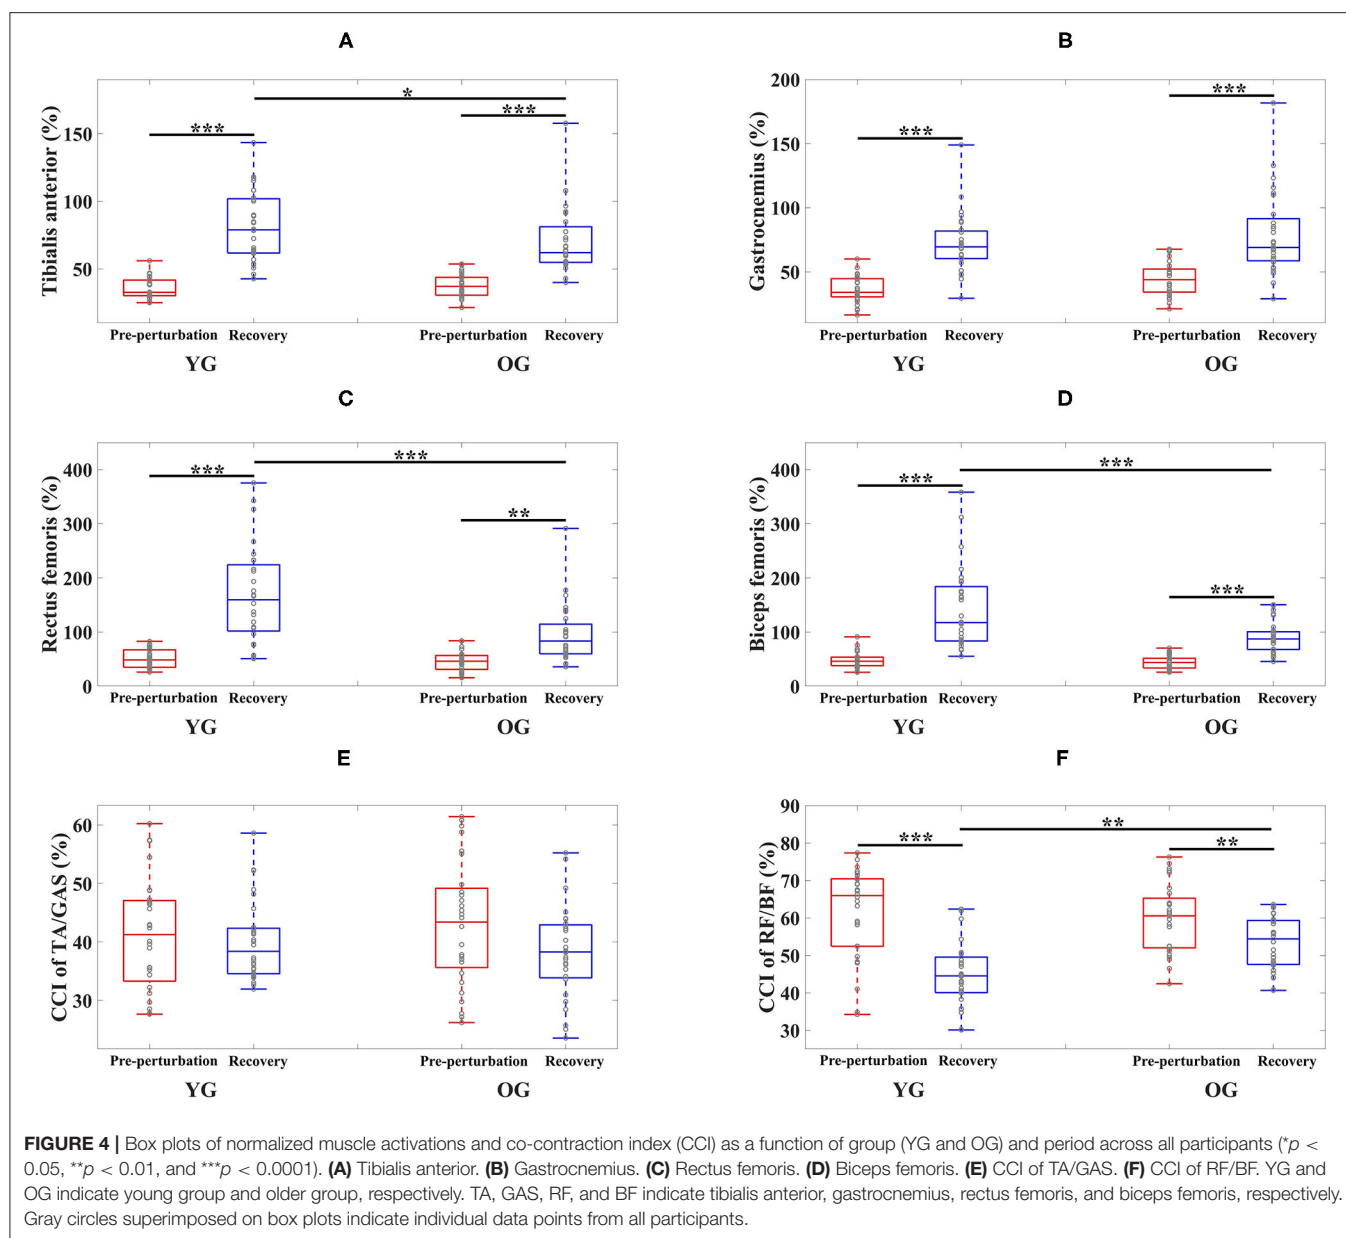 A
Tibialis anterior (%)
150
100
50
***
*
***
Pre-perturbation Recovery Pre-perturbation Recovery
YG OG
B
Gastrocnemius (%)
200
150
100
50
***
***
Pre-perturbation Recovery Pre-perturbation Recovery
YG OG
C
Rectus femoris (%)
400
300
200
100
0
***
***
**
Pre-perturbation Recovery Pre-perturbation Recovery
YG OG
D
Biceps femoris (%)
400
300
200
100
0
***
***
***
Pre-perturbation Recovery Pre-perturbation Recovery
YG OG
E
CCI of TA/GAS (%)
60
50
40
30
Pre-perturbation Recovery Pre-perturbation Recovery
YG OG
F
CCI of RF/BF (%)
90
80
70
60
50
40
30
***
**
**
Pre-perturbation Recovery Pre-perturbation Recovery
YG OG
FIGURE 4 | Box plots of normalized muscle activations and co-contraction index (CCI) as a function of group (YG and OG) and period across all participants (*p <
0.05, **p < 0.01, and ***p < 0.0001). (A) Tibialis anterior. (B) Gastrocnemius. (C) Rectus femoris. (D) Biceps femoris. (E) CCI of TA/GAS. (F) CCI of RF/BF. YG and
OG indicate young group and older group, respectively. TA, GAS, RF, and BF indicate tibialis anterior, gastrocnemius, rectus femoris, and biceps femoris, respectively.
Gray circles superimposed on box plots indicate individual data points from all participants.